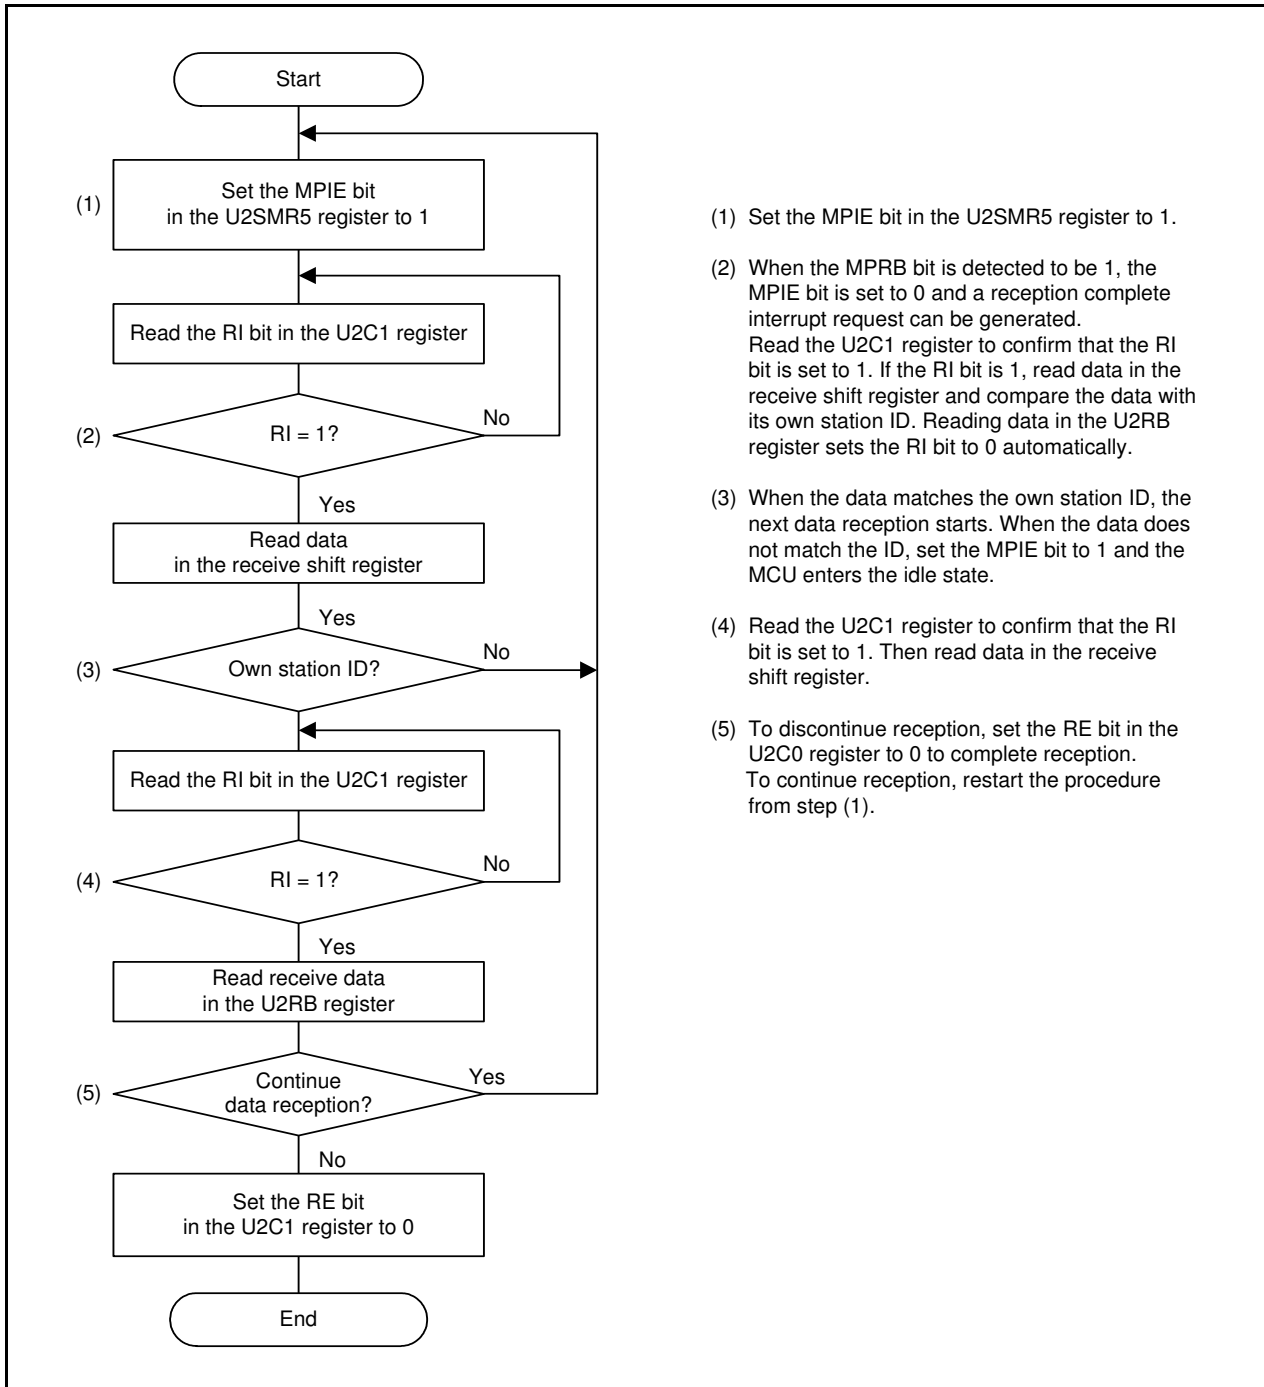 Start
(1)
Set the MPIE bit
in the U2SMR5 register to 1
Read the RI bit in the U2C1 register
(2)
RI = 1?
No
Yes
Read data
in the receive shift register
Yes
(3)
Own station ID?
No
Read the RI bit in the U2C1 register
(4)
RI = 1?
No
Yes
Read receive data
in the U2RB register
(5)
Continue
data reception?
Yes
No
Set the RE bit
in the U2C1 register to 0
End
(1) Set the MPIE bit in the U2SMR5 register to 1.
(2) When the MPRB bit is detected to be 1, the
MPIE bit is set to 0 and a reception complete
interrupt request can be generated.
Read the U2C1 register to confirm that the RI
bit is set to 1. If the RI bit is 1, read data in the
receive shift register and compare the data with
its own station ID. Reading data in the U2RB
register sets the RI bit to 0 automatically.
(3) When the data matches the own station ID, the
next data reception starts. When the data does
not match the ID, set the MPIE bit to 1 and the
MCU enters the idle state.
(4) Read the U2C1 register to confirm that the RI
bit is set to 1. Then read data in the receive
shift register.
(5) To discontinue reception, set the RE bit in the
U2C0 register to 0 to complete reception.
To continue reception, restart the procedure
from step (1).